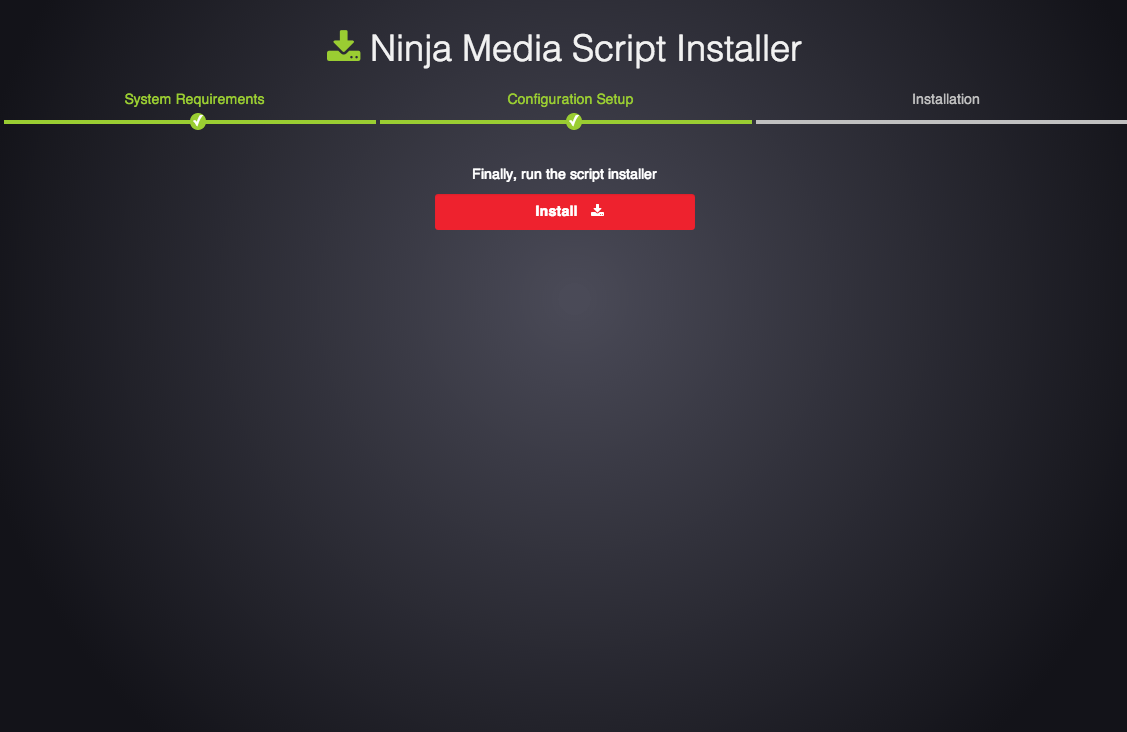 Ninja Media Script Installer
System Requirements
Configuration Setup
Installation
Finally, run the script installer
Install